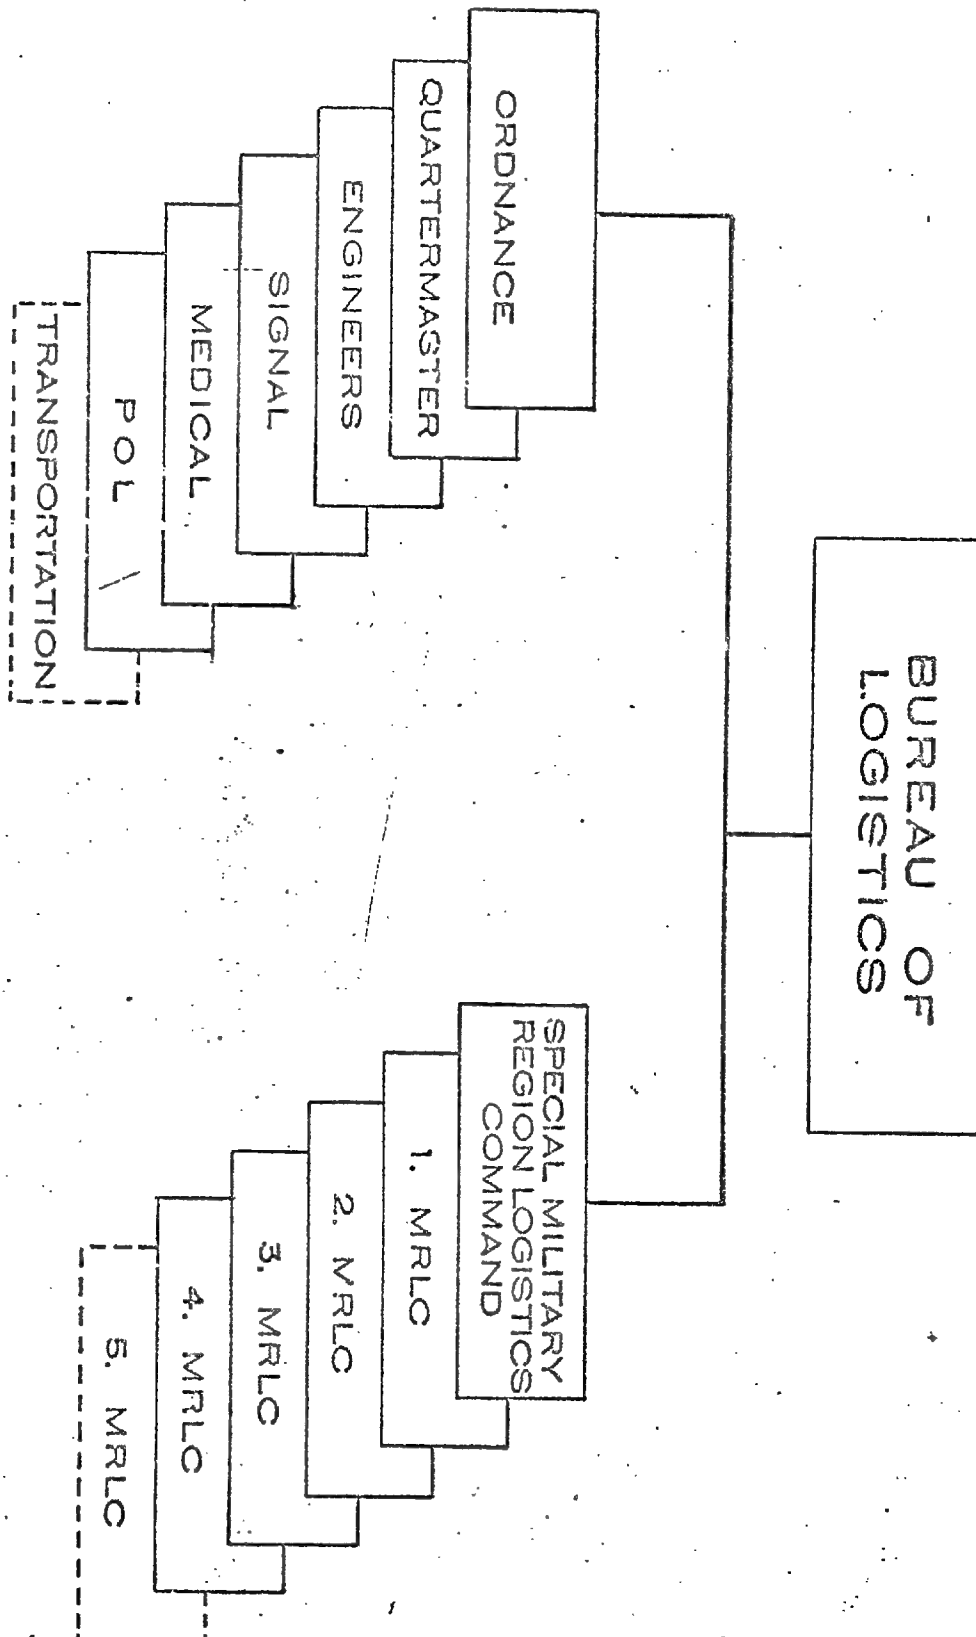 BUREAU OF
LOGISTICS
ORDNANCE
QUARTERMASTER
ENGINEERS
SIGNAL
MEDICAL
POL
TRANSPORTATION
SPECIAL MILITARY
REGION LOGISTICS
COMMAND
1. MRLC
2. MRLC
3. MRLC
4. MRLC
5. MRLC